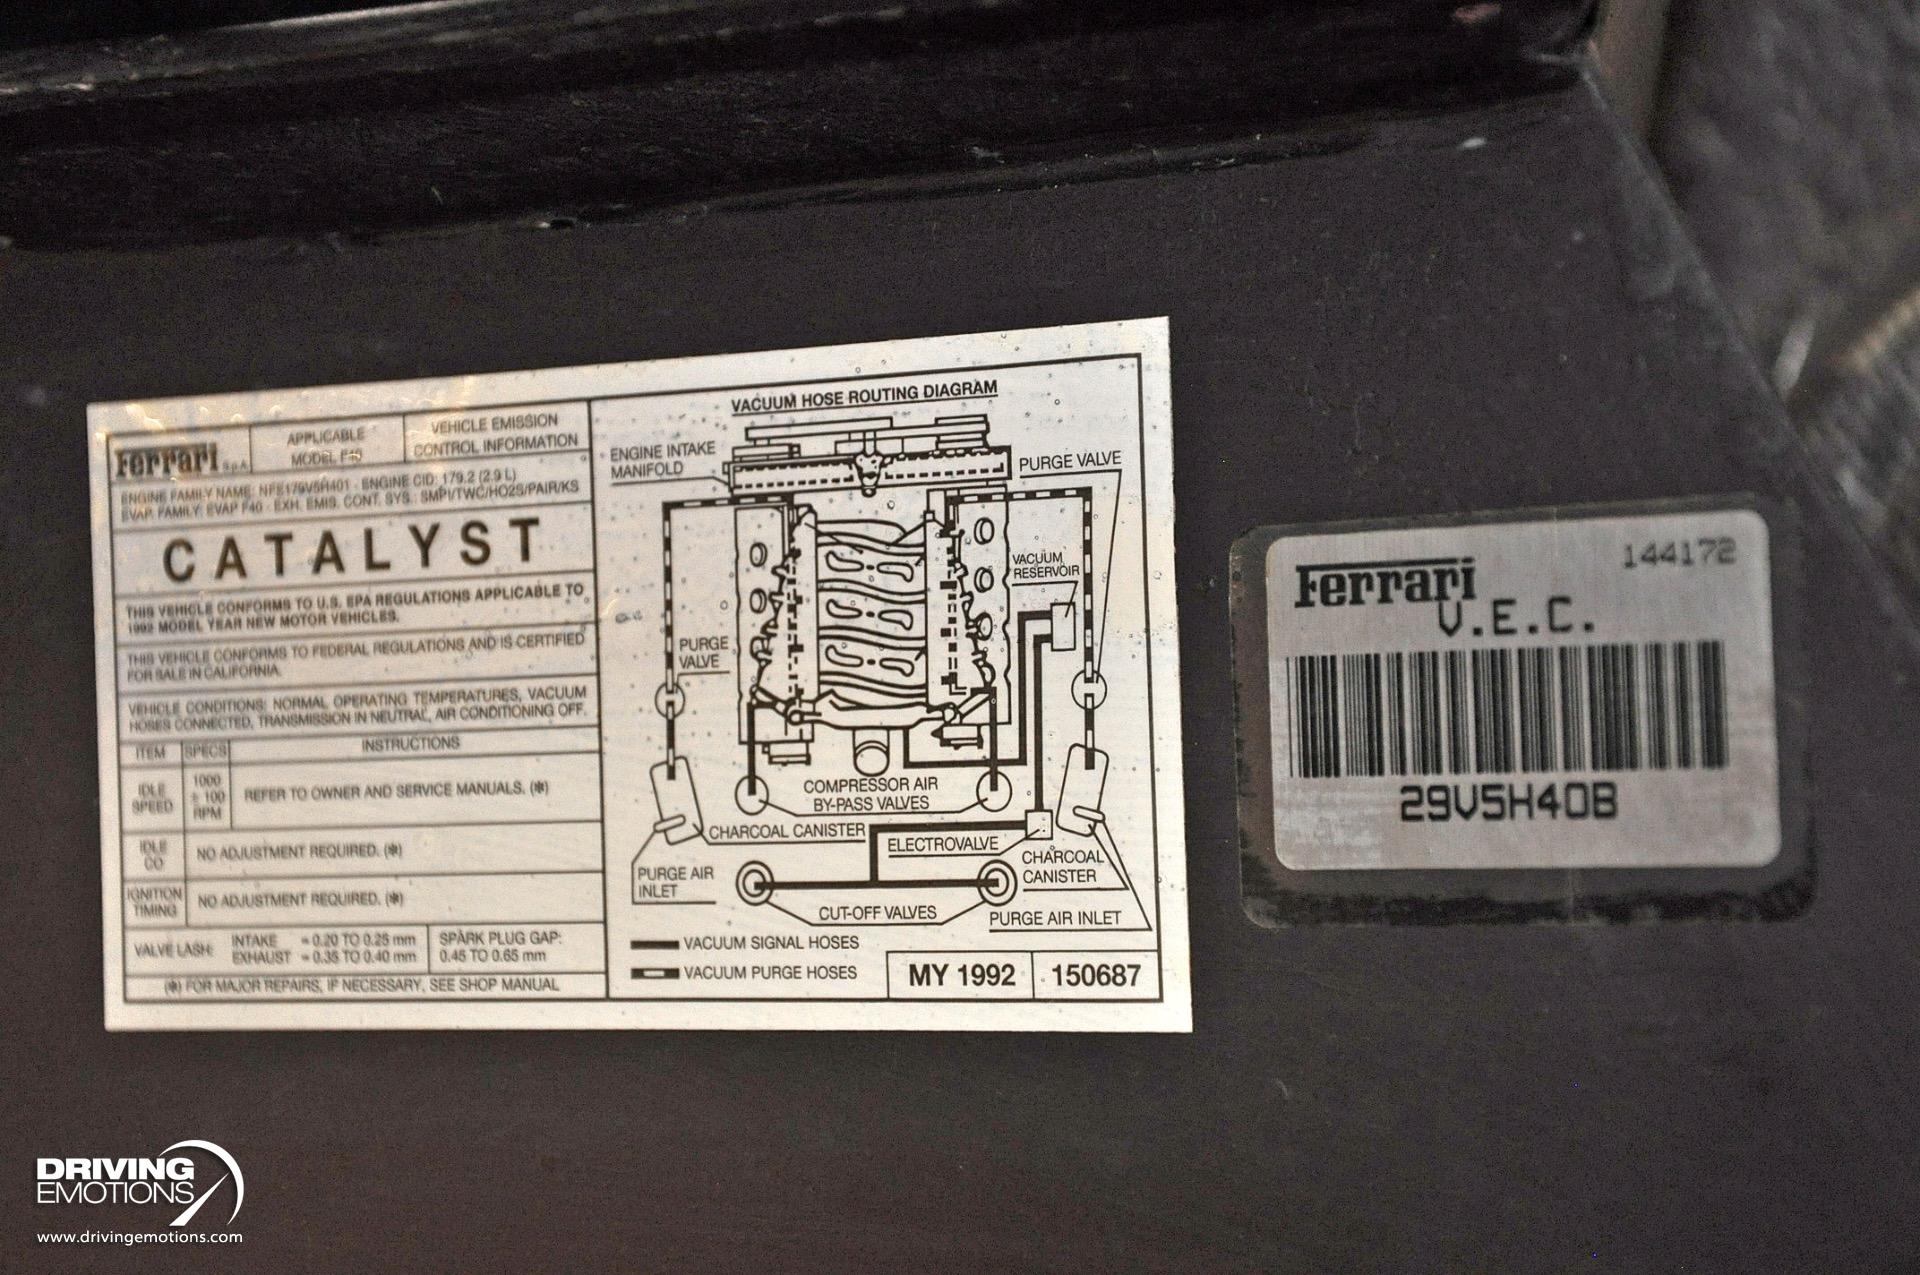 Ferrari S.p.A.
APPLICABLE
MODEL F40
VEHICLE EMISSION
CONTROL INFORMATION
ENGINE FAMILY NAME: NFE179V5H401 - ENGINE CID: 179.2 (2.9 L)
EVAP. FAMILY: EVAP F40 - EXH. EMIS. CONT. SYS.: SMPI/TWC/HO2S/PAIR/KS
CATALYST
THIS VEHICLE CONFORMS TO U.S. EPA REGULATIONS APPLICABLE TO
1992 MODEL YEAR NEW MOTOR VEHICLES.
THIS VEHICLE CONFORMS TO FEDERAL REGULATIONS AND IS CERTIFIED
FOR SALE IN CALIFORNIA.
VEHICLE CONDITIONS: NORMAL OPERATING TEMPERATURES, VACUUM
HOSES CONNECTED, TRANSMISSION IN NEUTRAL, AIR CONDITIONING OFF.
ITEM SPECS INSTRUCTIONS
IDLE
SPEED
1000
± 100
RPM
REFER TO OWNER AND SERVICE MANUALS. (✱)
IDLE
CO
NO ADJUSTMENT REQUIRED. (✱)
IGNITION
TIMING
NO ADJUSTMENT REQUIRED. (✱)
VALVE LASH:
INTAKE = 0.20 TO 0.25 mm
EXHAUST = 0.35 TO 0.40 mm
SPARK PLUG GAP:
0.45 TO 0.65 mm
(✱) FOR MAJOR REPAIRS, IF NECESSARY, SEE SHOP MANUAL
VACUUM HOSE ROUTING DIAGRAM
ENGINE INTAKE
MANIFOLD
PURGE VALVE
VACUUM
RESERVOIR
PURGE
VALVE
COMPRESSOR AIR
BY-PASS VALVES
CHARCOAL CANISTER
ELECTROVALVE
CHARCOAL
CANISTER
PURGE AIR
INLET
CUT-OFF VALVES
PURGE AIR INLET
VACUUM SIGNAL HOSES
VACUUM PURGE HOSES
MY 1992 150687
Ferrari
144172
V.E.C.
29V5H40B
DRIVING
EMOTIONS
www.drivingemotions.com